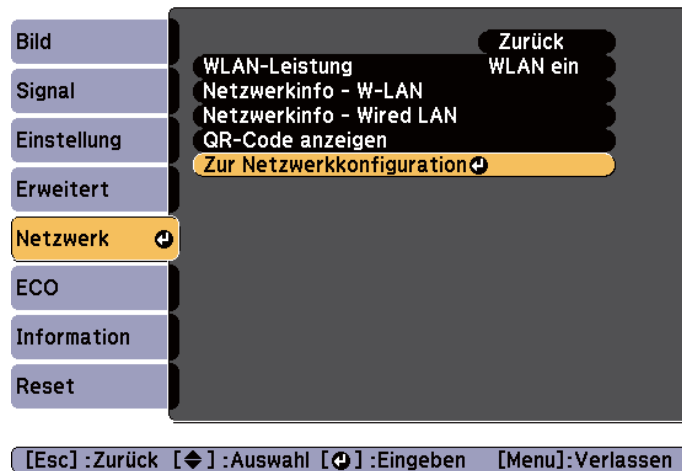 Bild
Signal
Einstellung
Erweitert
Netzwerk
ECO
Information
Reset
Zurück
WLAN-Leistung WLAN ein
Netzwerkinfo - W-LAN
Netzwerkinfo - Wired LAN
QR-Code anzeigen
Zur Netzwerkkonfiguration
[Esc] :Zurück [ ] :Auswahl [ ] :Eingeben [Menu]:Verlassen